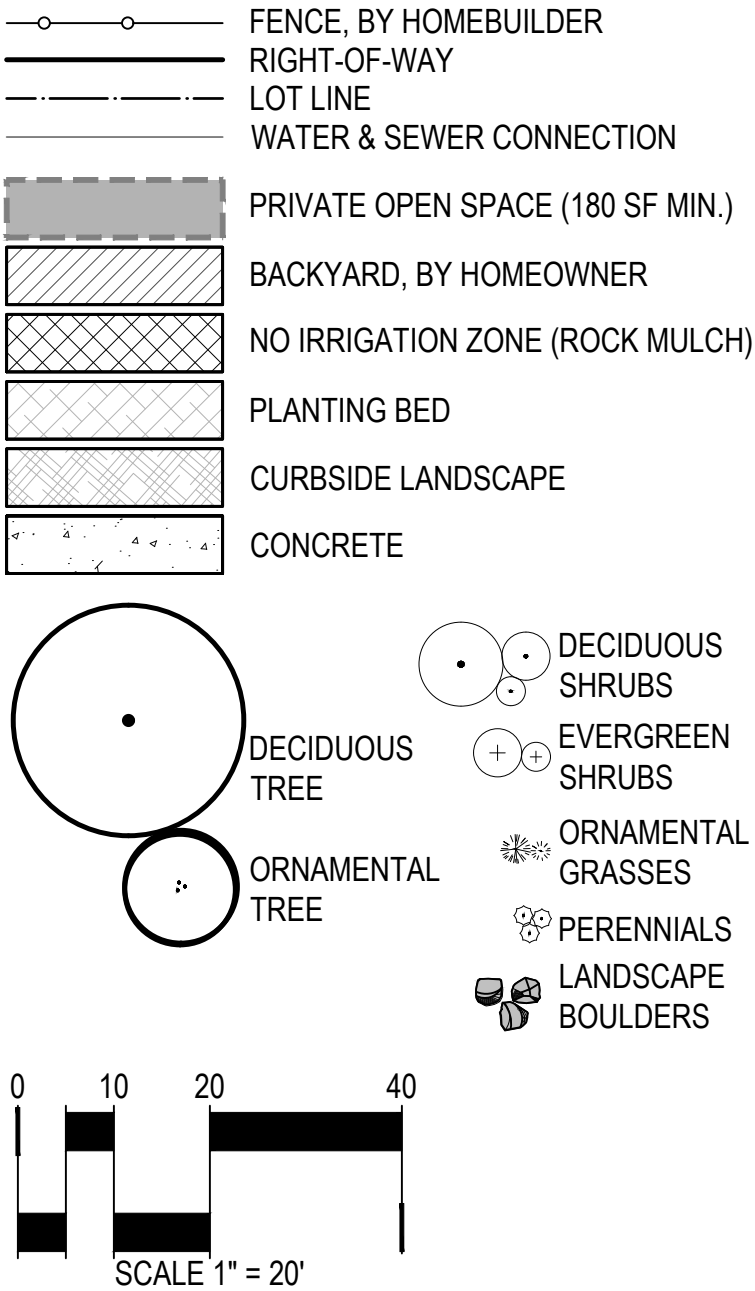 FENCE, BY HOMEBUILDER
RIGHT-OF-WAY
LOT LINE
WATER & SEWER CONNECTION
PRIVATE OPEN SPACE (180 SF MIN.)
BACKYARD, BY HOMEOWNER
NO IRRIGATION ZONE (ROCK MULCH)
PLANTING BED
CURBSIDE LANDSCAPE
CONCRETE
DECIDUOUS
TREE
ORNAMENTAL
TREE
DECIDUOUS
SHRUBS
EVERGREEN
SHRUBS
ORNAMENTAL
GRASSES
PERENNIALS
LANDSCAPE
BOULDERS
0 10 20 40
SCALE 1" = 20'